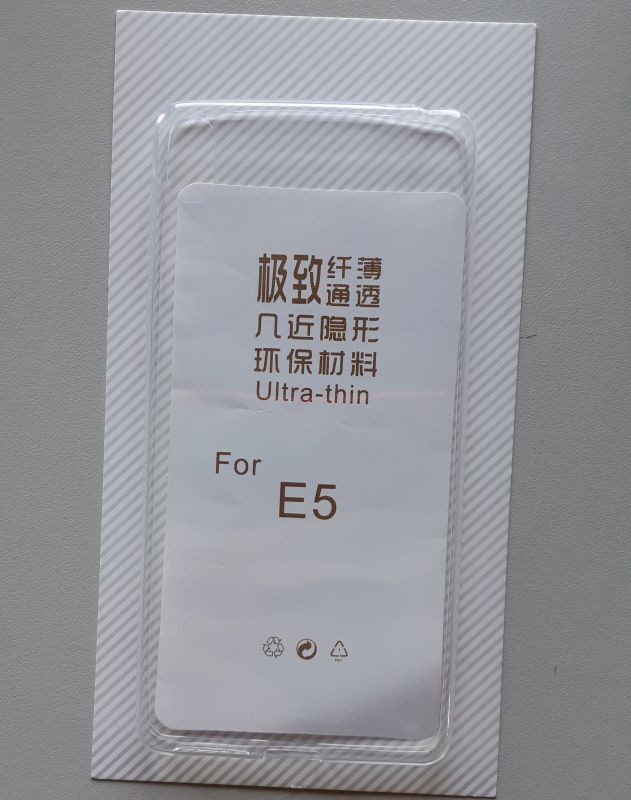 极致纤薄
通透
几近隐形
环保材料
Ultra-thin
For
E5